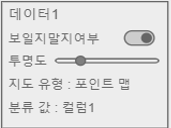 데이터1
보일지말지여부
투명도
지도 유형 : 포인트 맵
분류 값 : 컬럼1